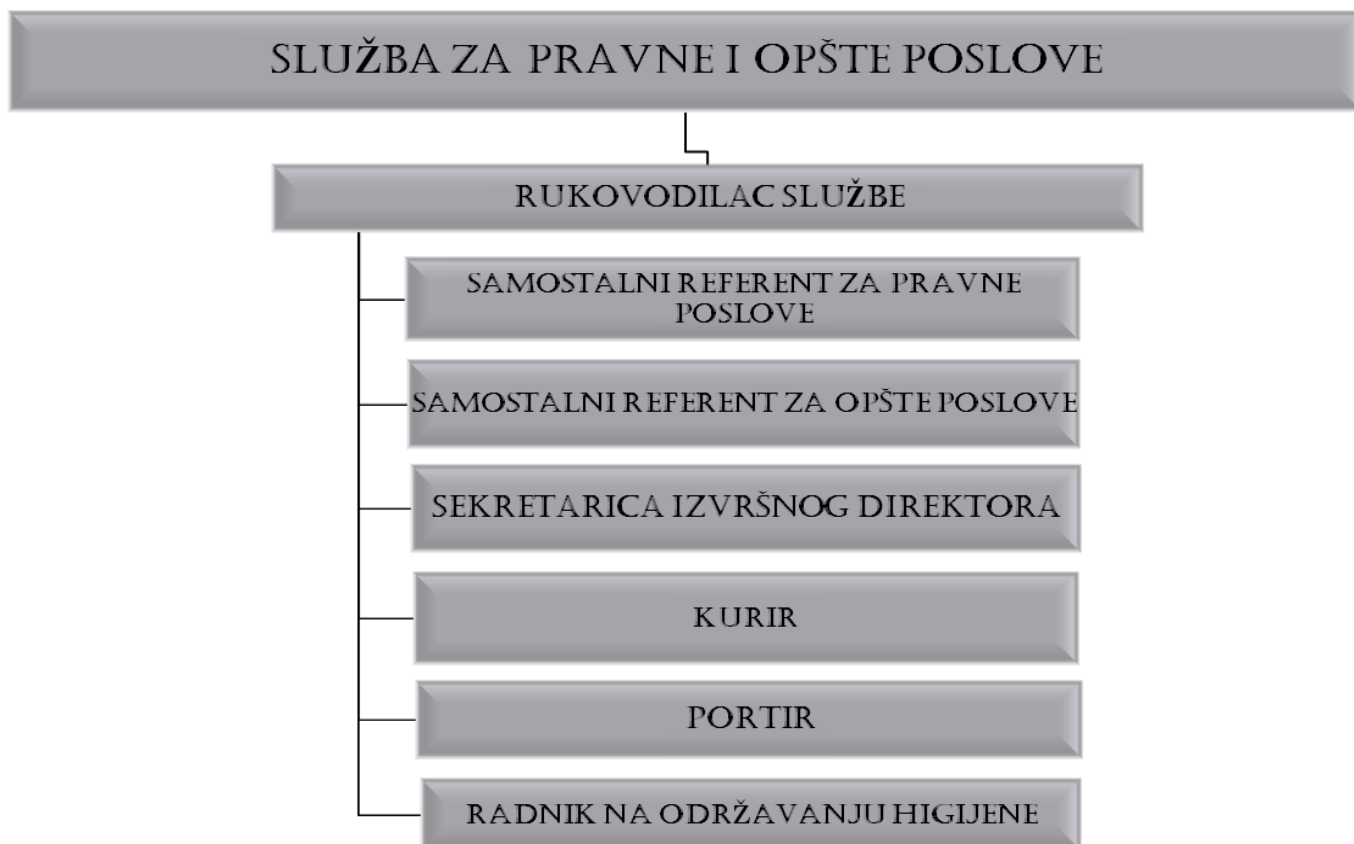 SLUŽBA ZA PRAVNE I OPŠTE POSLOVE
RUKOVODILAC SLUŽBE
SAMOSTALNI REFERENT ZA PRAVNE
POSLOVE
SAMOSTALNI REFERENT ZA OPŠTE POSLOVE
SEKRETARICA IZVRŠNOG DIREKTORA
KURIR
PORTIR
RADNIK NA ODRŽAVANJU HIGIJENE